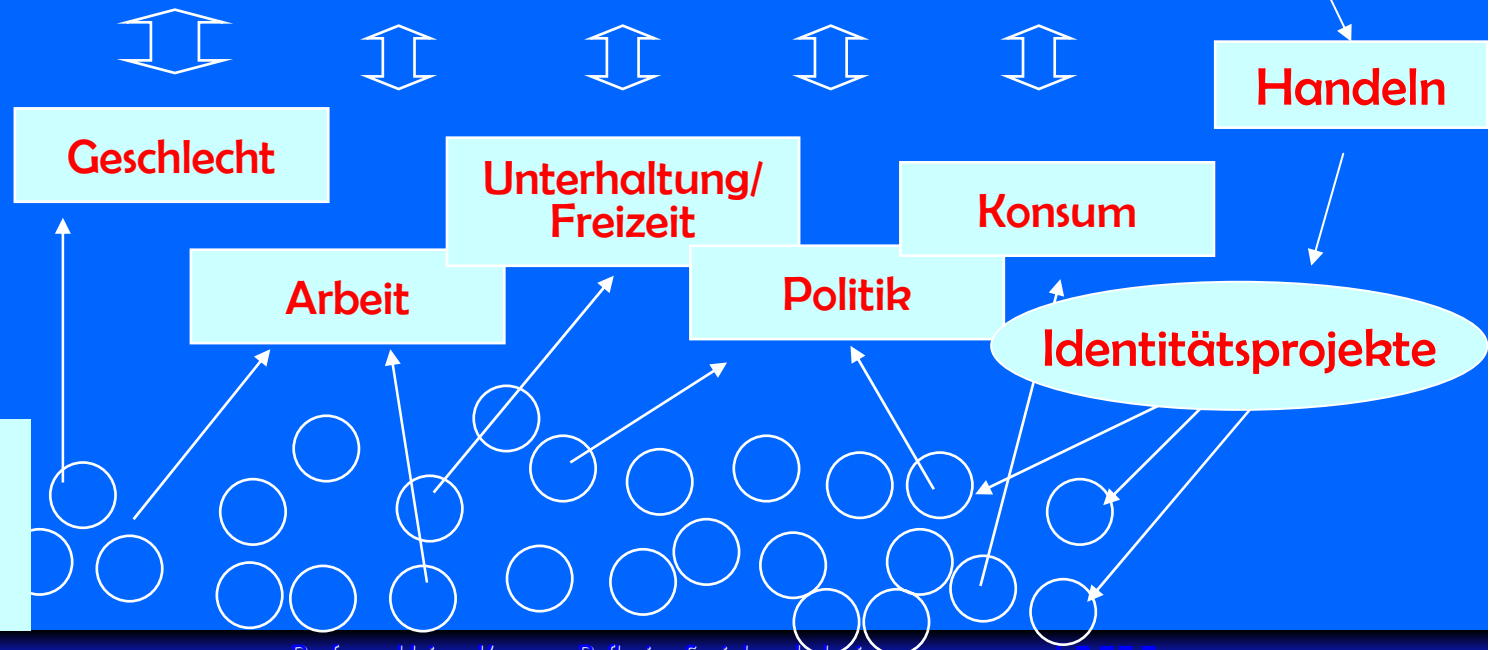 Handeln
Geschlecht
Unterhaltung/
Freizeit
Konsum
Arbeit
Politik
Identitätsprojekte